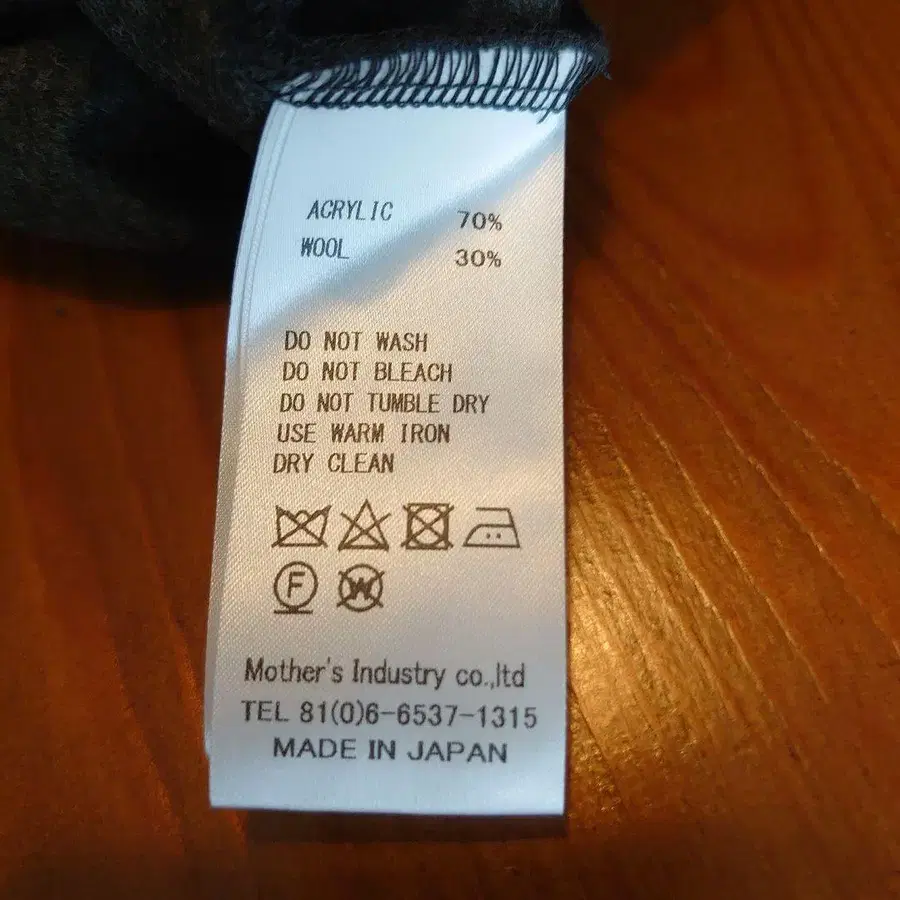 ACRYLIC 70%
WOOL 30%
DO NOT WASH
DO NOT BLEACH
DO NOT TUMBLE DRY
USE WARM IRON
DRY CLEAN
F W
Mother's Industry co.,ltd
TEL 81(0)6-6537-1315
MADE IN JAPAN